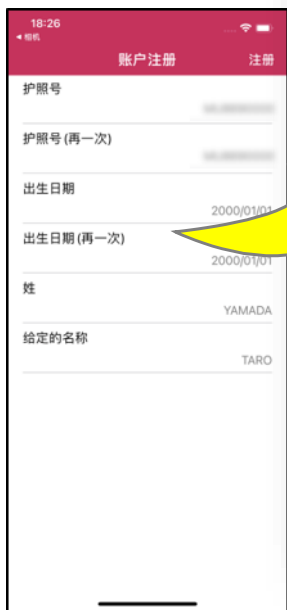 18:26
◀ 相机
账户注册 注册
护照号
护照号(再一次)
出生日期
2000/01/01
出生日期(再一次)
2000/01/01
姓
YAMADA
给定的名称
TARO